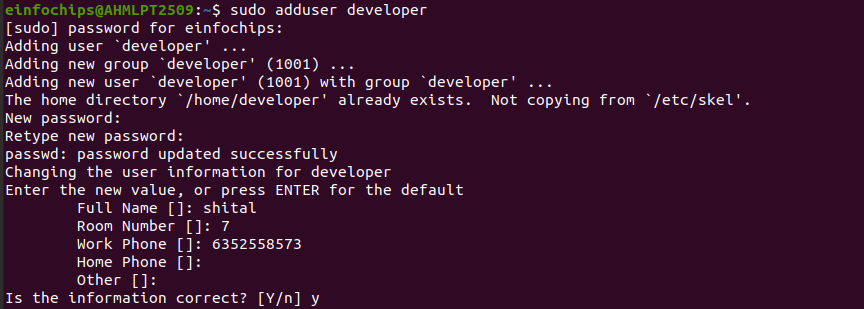 einfochips@AHMLPT2509:~$ sudo adduser developer
[sudo] password for einfochips:
Adding user `developer' ...
Adding new group `developer' (1001) ...
Adding new user `developer' (1001) with group `developer' ...
The home directory `/home/developer' already exists.  Not copying from `/etc/skel'.
New password:
Retype new password:
passwd: password updated successfully
Changing the user information for developer
Enter the new value, or press ENTER for the default
        Full Name []: shital
        Room Number []: 7
        Work Phone []: 6352558573
        Home Phone []:
        Other []:
Is the information correct? [Y/n] y